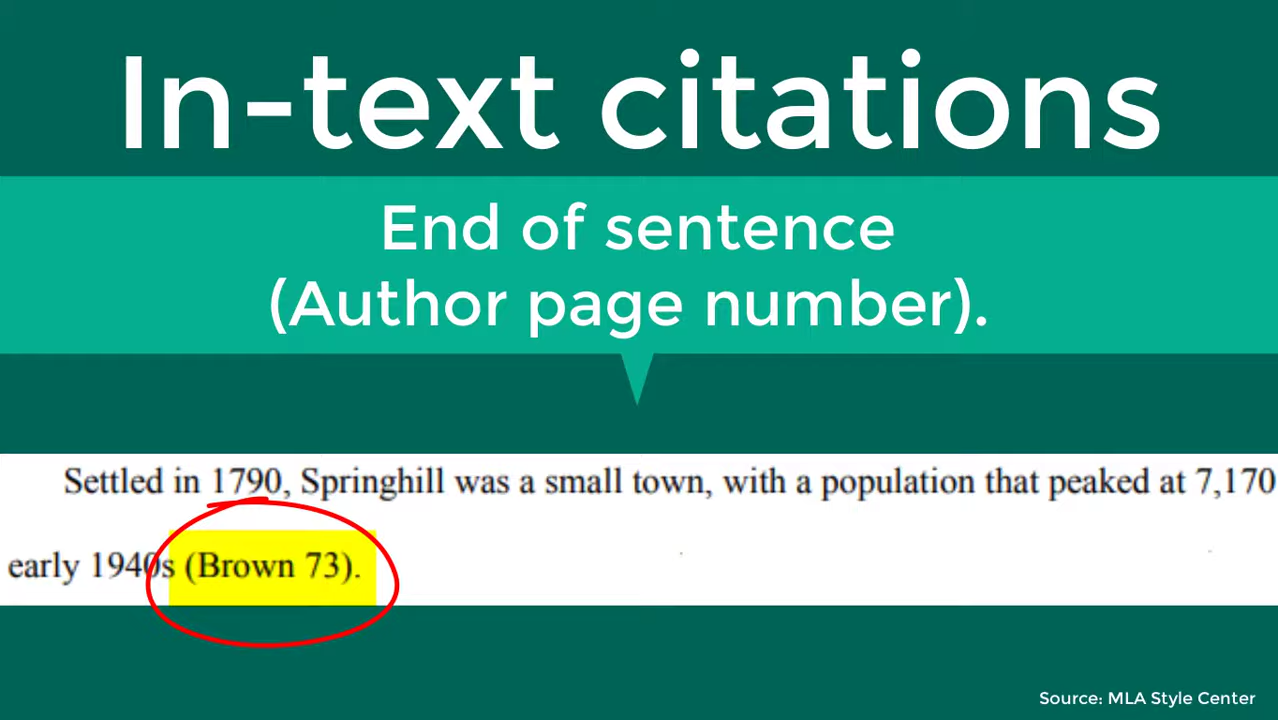 In-text citations
End of sentence
(Author page number).
Settled in 1790, Springhill was a small town, with a population that peaked at 7,170
early 1940s (Brown 73).
Source: MLA Style Center